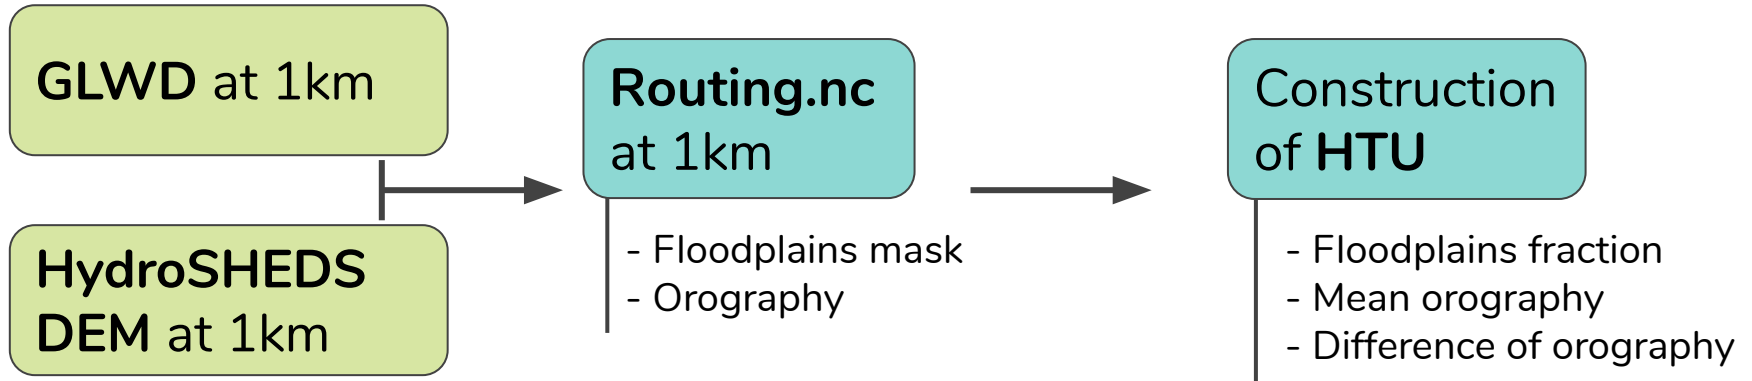 GLWD at 1km
HydroSHEDS
DEM at 1km
Routing.nc
at 1km
- Floodplains mask
- Orography
Construction
of HTU
- Floodplains fraction
- Mean orography
- Difference of orography